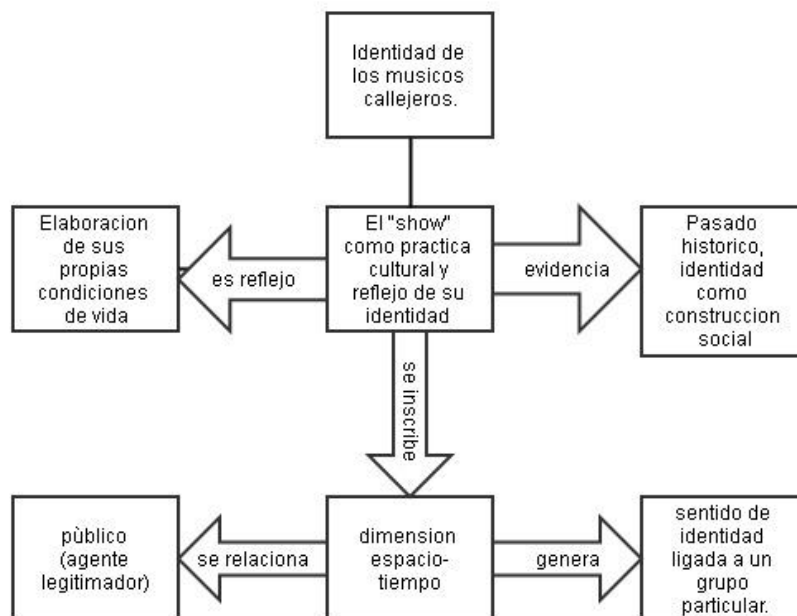 Identidad de
los musicos
callejeros.
Elaboracion
de sus
propias
condiciones
de vida
es reflejo
El "show"
como practica
cultural y
reflejo de su
identidad
evidencia
Pasado
historico,
identidad
como
construccion
social
se inscribe
pùblico
(agente
legitimador)
se relaciona
dimension
espacio-
tiempo
genera
sentido de
identidad
ligada a un
grupo
particular.